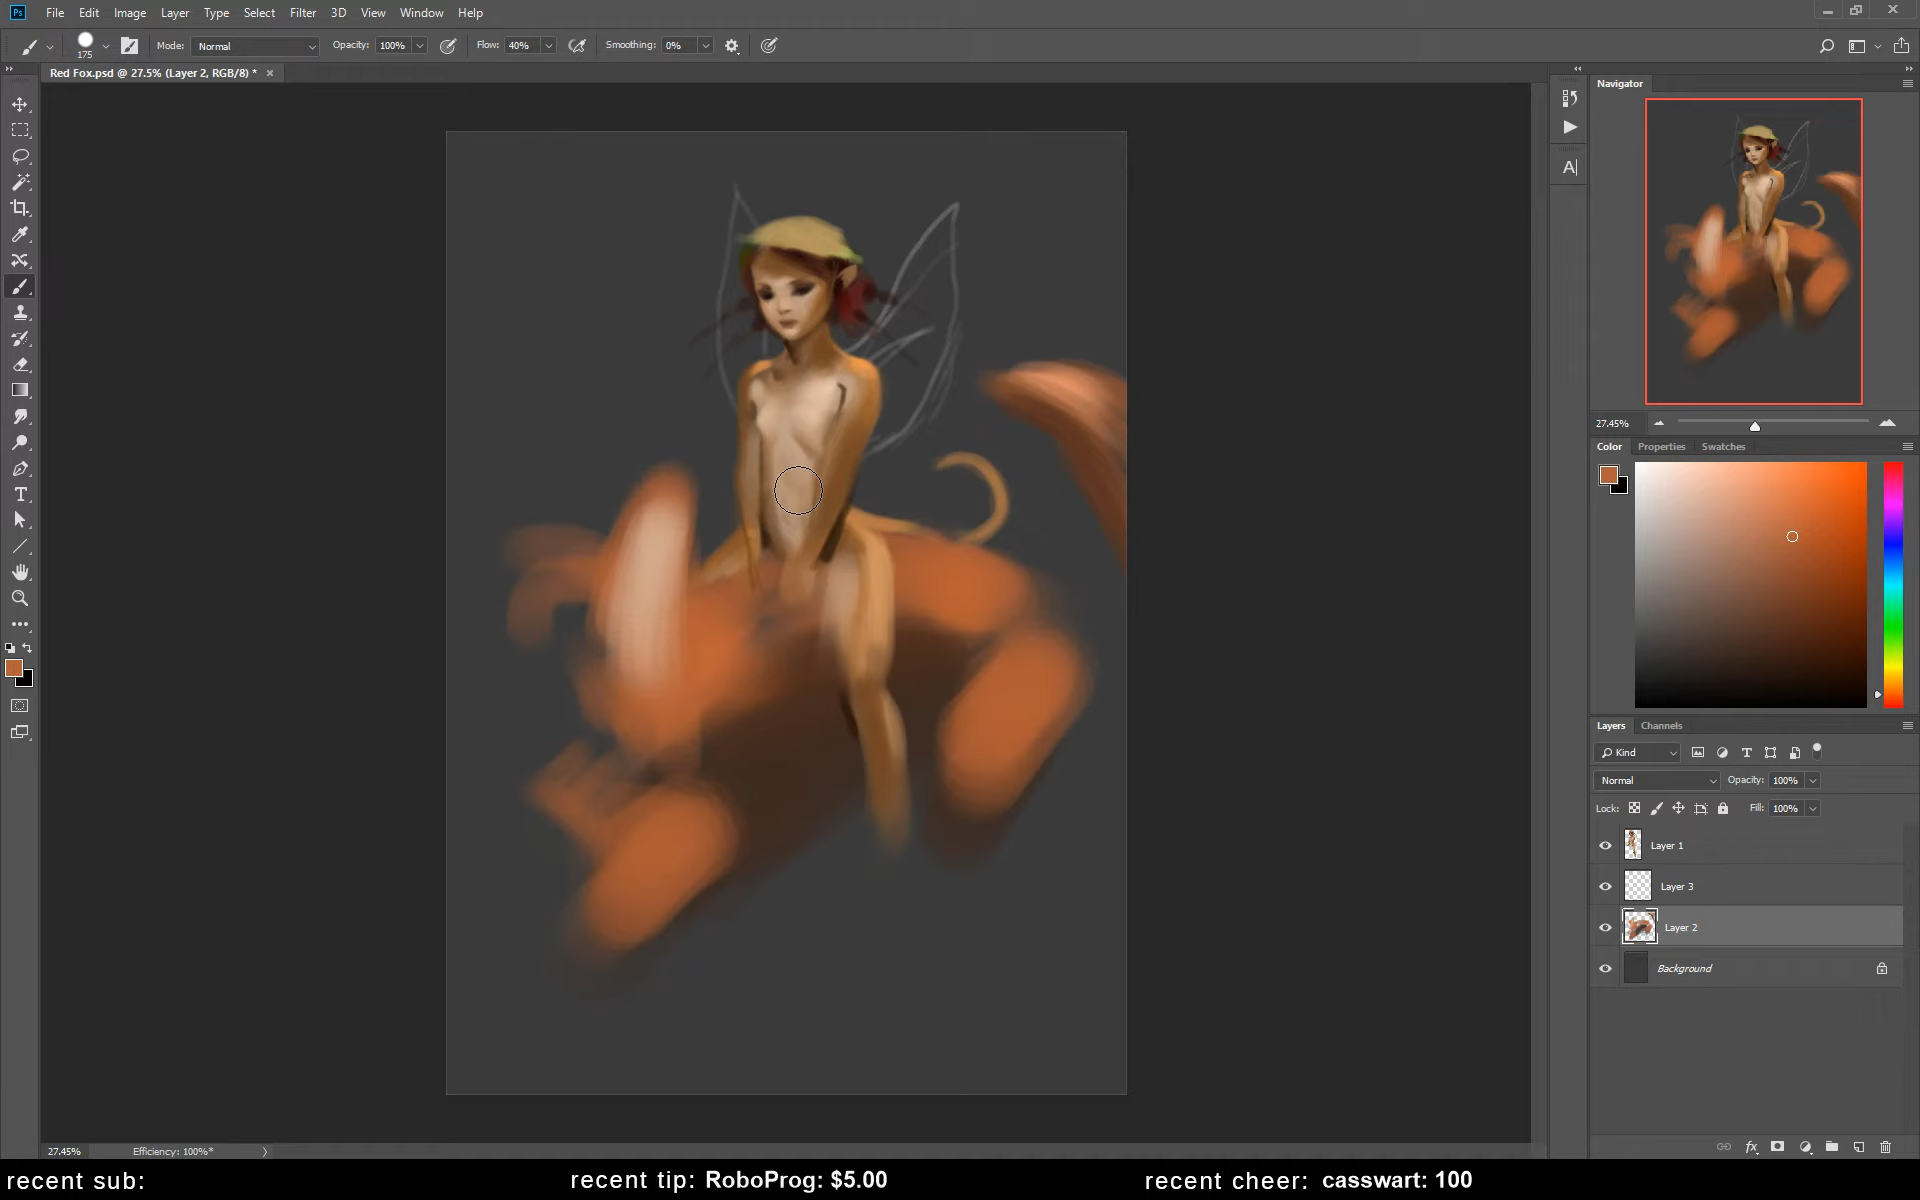 Ps File Edit Image Layer Type Select Filter 3D View Window Help
175 Mode: Normal Opacity: 100% Flow: 40% Smoothing: 0%
Red Fox.psd @ 27.5% (Layer 2, RGB/8) *
Navigator
27.45%
Color Properties Swatches
Layers Channels
Kind
Normal Opacity: 100%
Lock: Fill: 100%
Layer 1
Layer 3
Layer 2
Background
27.45% Efficiency: 100%*
recent sub: recent tip: RoboProg: $5.00 recent cheer: casswart: 100